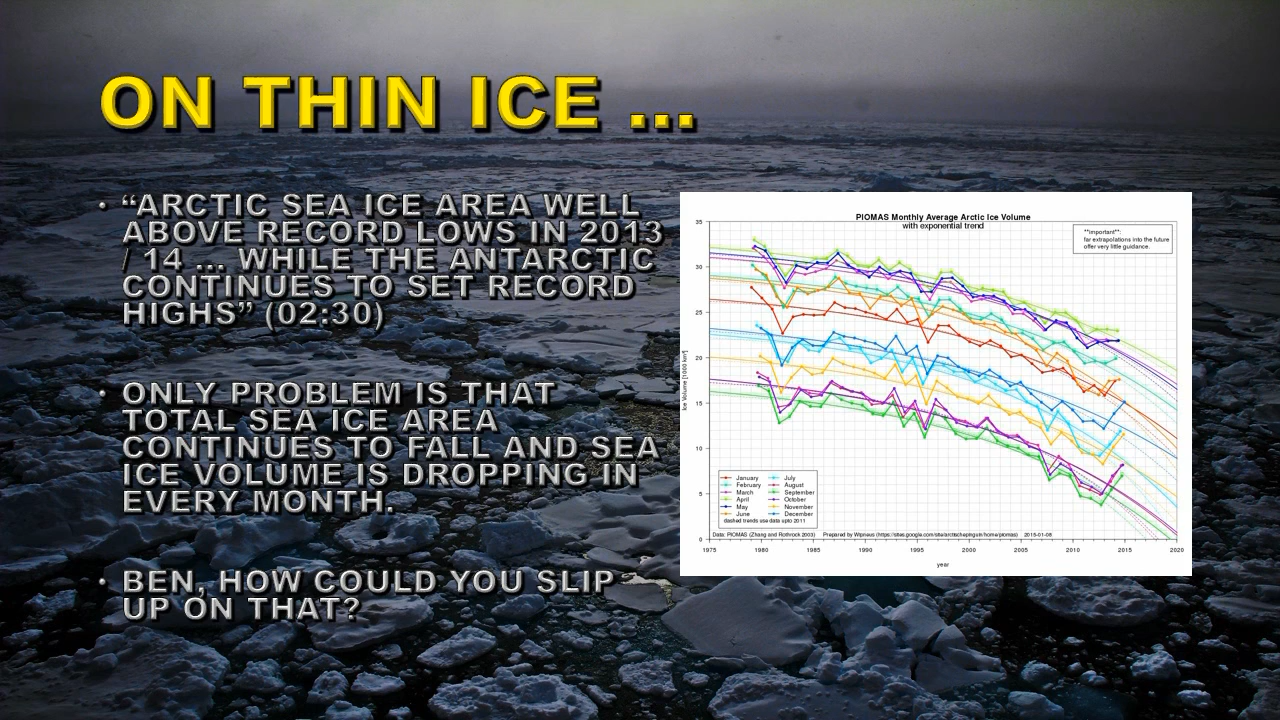 ON THIN ICE ...
• “ARCTIC SEA ICE AREA WELL
ABOVE RECORD LOWS IN 2013
/ 14 ... WHILE THE ANTARCTIC
CONTINUES TO SET RECORD
HIGHS” (02:30)
• ONLY PROBLEM IS THAT
TOTAL SEA ICE AREA
CONTINUES TO FALL AND SEA
ICE VOLUME IS DROPPING IN
EVERY MONTH.
• BEN, HOW COULD YOU SLIP
UP ON THAT?
PIOMAS Monthly Average Arctic Ice Volume
with exponential trend
**Important**:
far extrapolations into the future
offer very little guidance.
Ice Volume [1000 km³]
35
30
25
20
15
10
5
0
January July
February August
March September
April October
May November
June December
dashed trends use data upto 2011
Data: PIOMAS (Zhang and Rothrock 2003) Prepared by Wipneus 2015-01-08
1975 1980 1985 1990 1995 2000 2005 2010 2015 2020
year